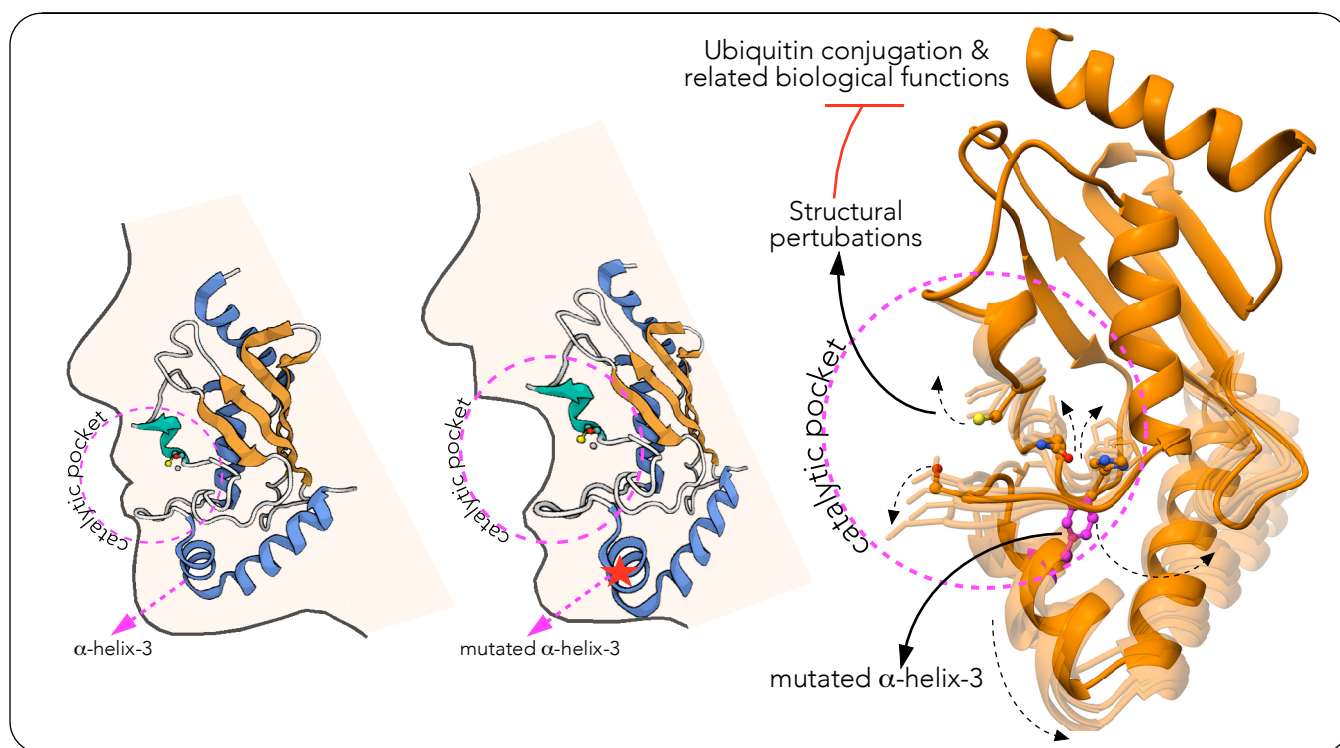 catalytic pocket
α-helix-3
catalytic pocket
mutated α-helix-3
Ubiquitin conjugation &
related biological functions
Structural
pertubations
catalytic pocket
mutated α-helix-3